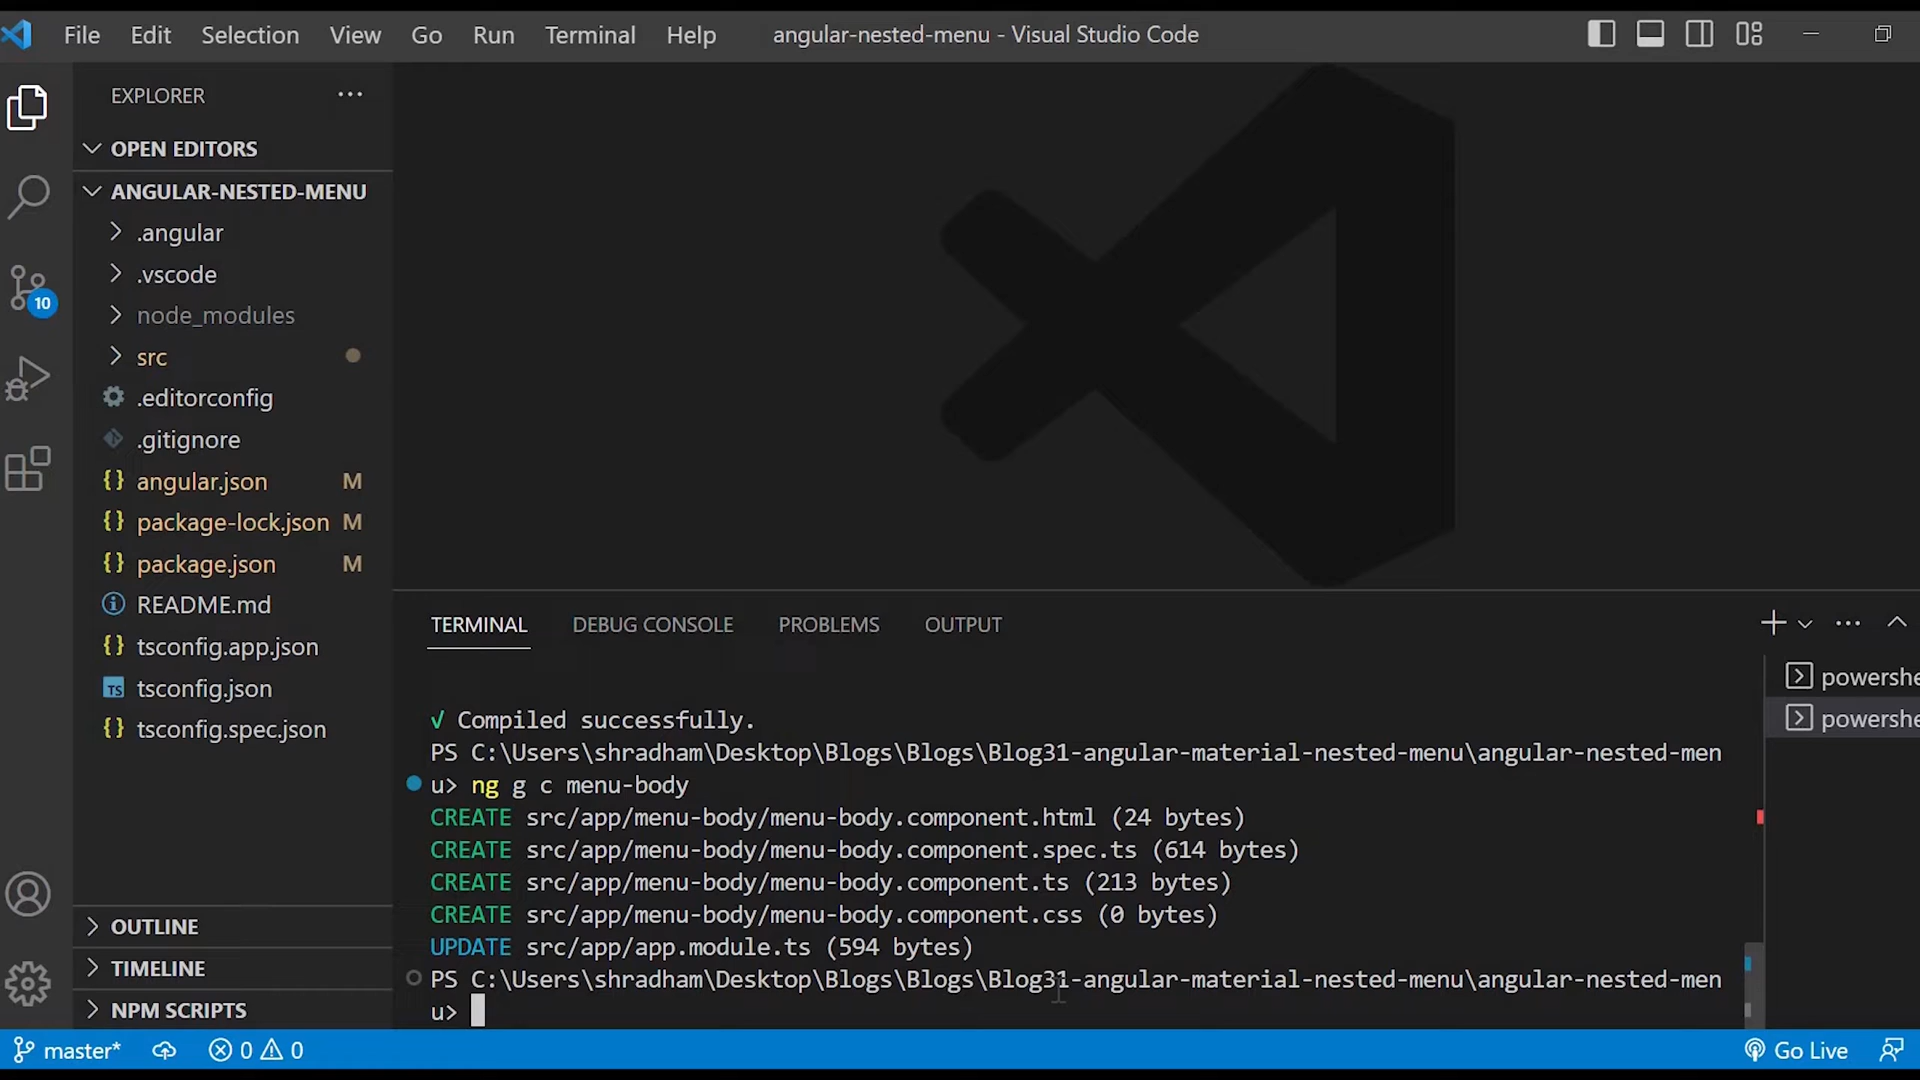 File Edit Selection View Go Run Terminal Help angular-nested-menu - Visual Studio Code
EXPLORER
OPEN EDITORS
ANGULAR-NESTED-MENU
.angular
.vscode
10
node_modules
src
.editorconfig
.gitignore
{} angular.json M
{} package-lock.json M
{} package.json M
README.md
{} tsconfig.app.json
TS tsconfig.json
{} tsconfig.spec.json
OUTLINE
TIMELINE
NPM SCRIPTS
TERMINAL DEBUG CONSOLE PROBLEMS OUTPUT
powershe
powershe
√ Compiled successfully.
PS C:\Users\shradham\Desktop\Blogs\Blogs\Blog31-angular-material-nested-menu\angular-nested-men
u> ng g c menu-body
CREATE src/app/menu-body/menu-body.component.html (24 bytes)
CREATE src/app/menu-body/menu-body.component.spec.ts (614 bytes)
CREATE src/app/menu-body/menu-body.component.ts (213 bytes)
CREATE src/app/menu-body/menu-body.component.css (0 bytes)
UPDATE src/app/app.module.ts (594 bytes)
PS C:\Users\shradham\Desktop\Blogs\Blogs\Blog31-angular-material-nested-menu\angular-nested-men
u>
master* 0 0 Go Live